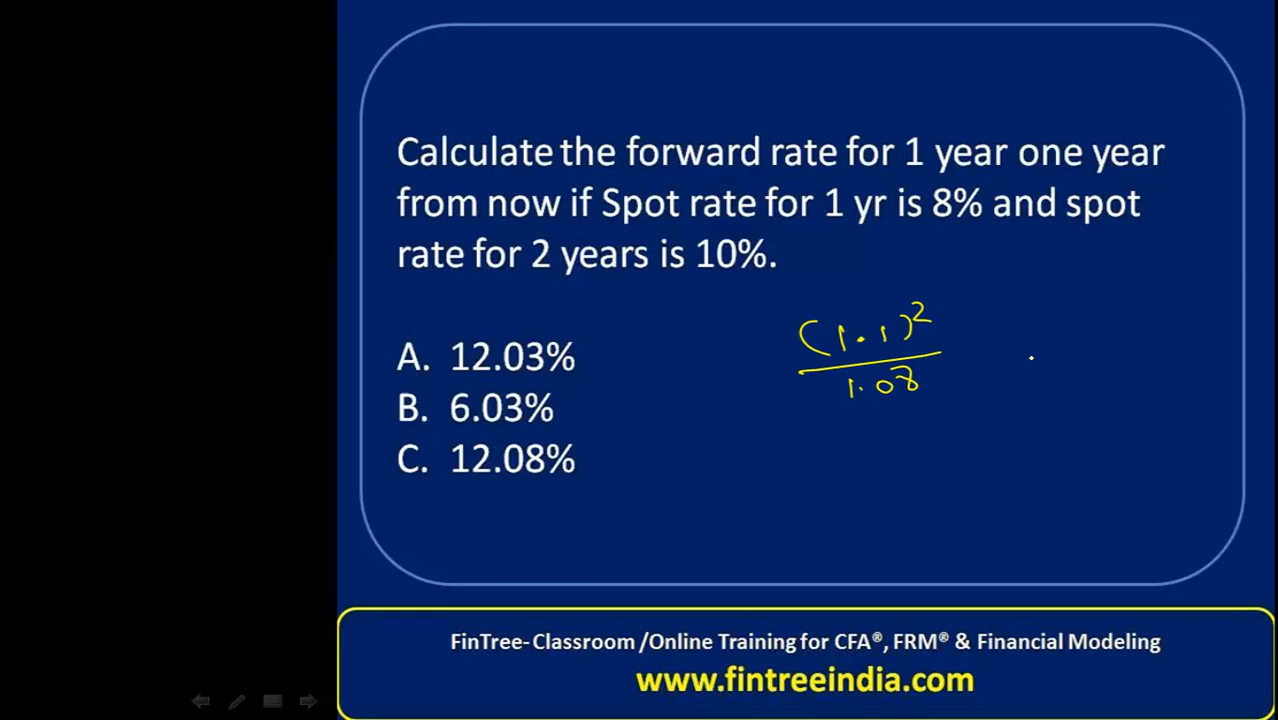 Calculate the forward rate for 1 year one year
from now if Spot rate for 1 yr is 8% and spot
rate for 2 years is 10%.
(1.1)²
1.08
A. 12.03%
B. 6.03%
C. 12.08%
FinTree- Classroom /Online Training for CFA®, FRM® & Financial Modeling
www.fintreeindia.com